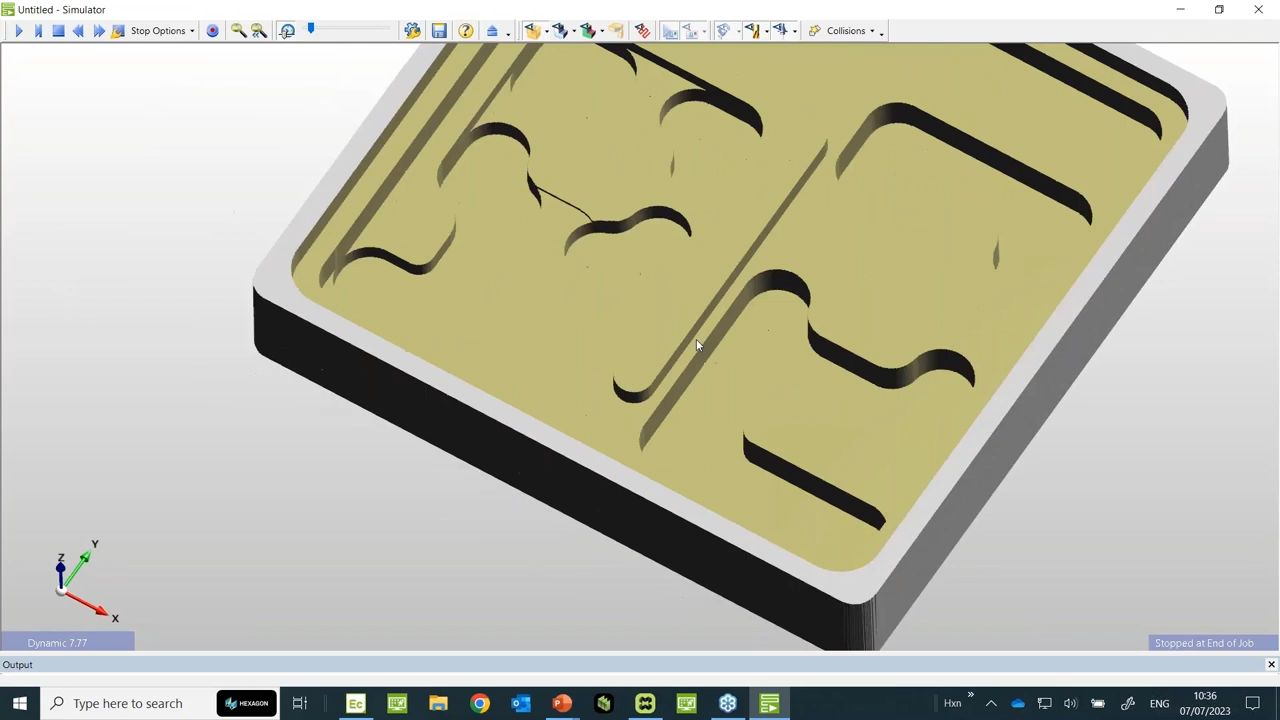 Untitled - Simulator
Stop Options
Collisions
Z
Y
X
Dynamic 7.77
Stopped at End of Job
Output
Ec
Type here to search
HEXAGON
Hxn
ENG
10:36
07/07/2023